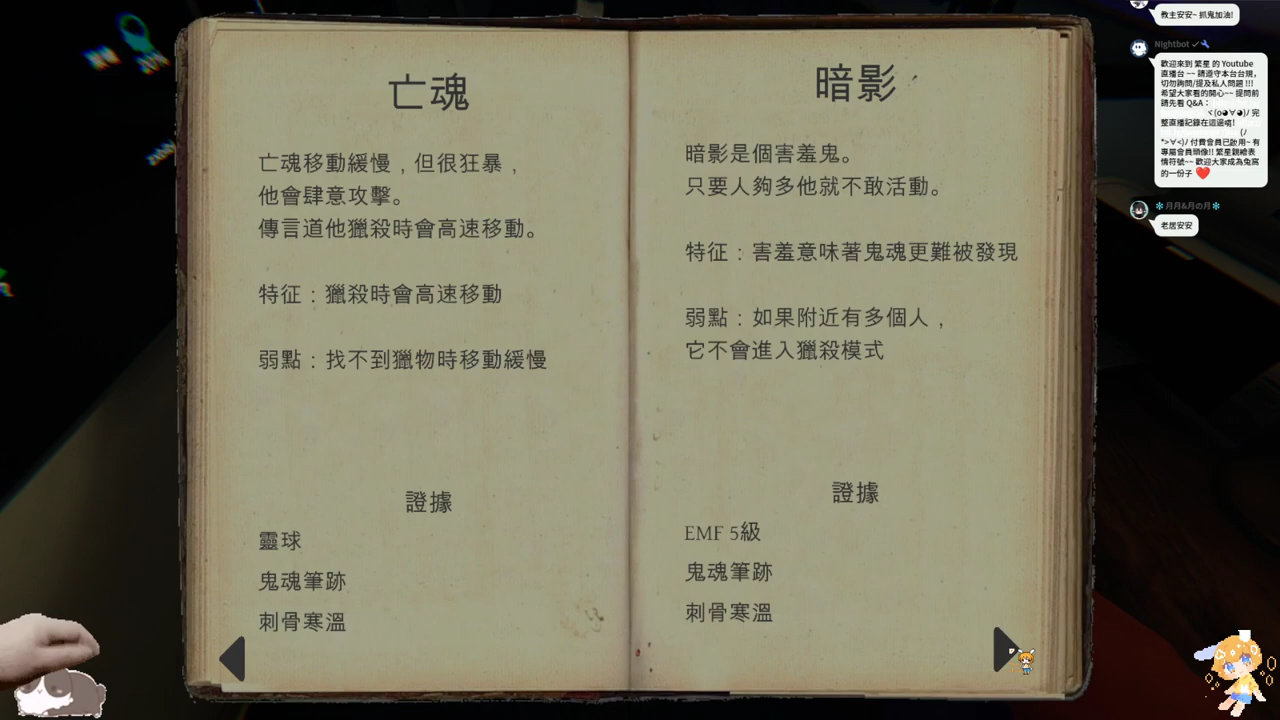 亡魂
亡魂移動緩慢，但很狂暴，
他會肆意攻擊。
傳言道他獵殺時會高速移動。
特征：獵殺時會高速移動
弱點：找不到獵物時移動緩慢
證據
靈球
鬼魂筆跡
刺骨寒溫
暗影
暗影是個害羞鬼。
只要人夠多他就不敢活動。
特征：害羞意味著鬼魂更難被發現
弱點：如果附近有多個人，
它不會進入獵殺模式
證據
EMF 5級
鬼魂筆跡
刺骨寒溫
教主安安~ 抓鬼加油!
Nightbot
歡迎來到 繁星 的 Youtube
直播台 ~~ 請遵守本台台規，
切勿詢問/提及私人問題 !!!
希望大家看的開心~~ 提問前
請先看 Q&A：
ヾ(o◕∀◕)ﾉ 完
整直播記錄在這邊唷!
(ﾉ
*>∀<)ﾉ 付費會員已啟用~ 有
專屬會員頭像!! 繁星親繪表
情符號~~ 歡迎大家成為兔窩
的一份子 ❤️
❄月月&月の月❄
老居安安